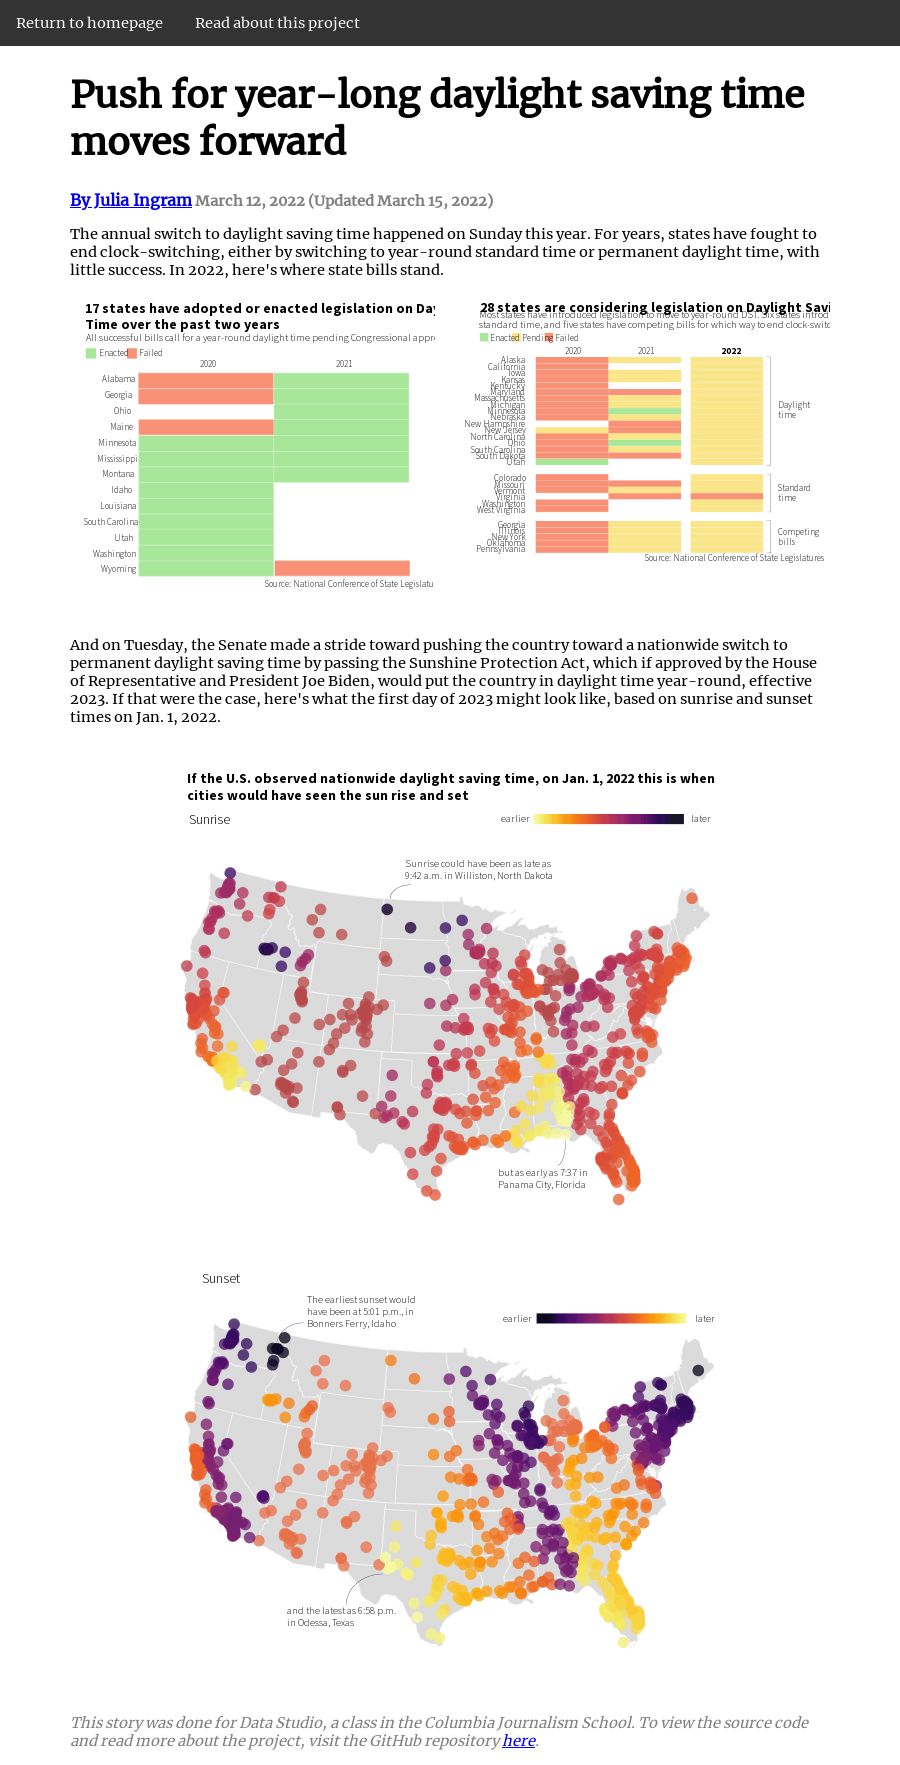 Return to homepage Read about this project
Push for year-long daylight saving time
moves forward
By Julia Ingram March 12, 2022 (Updated March 15, 2022)
The annual switch to daylight saving time happened on Sunday this year. For years, states have fought to
end clock-switching, either by switching to year-round standard time or permanent daylight time, with
little success. In 2022, here's where state bills stand.
17 states have adopted or enacted legislation on Day
Time over the past two years
All successful bills call for a year-round daylight time pending Congressional appr
Enacted Failed
2020 2021
Alabama
Georgia
Ohio
Maine
Minnesota
Mississippi
Montana
Idaho
Louisiana
South Carolina
Utah
Washington
Wyoming
Source: National Conference of State Legislatu
28 states are considering legislation on Daylight Savi
Most states have introduced legislation to move to year-round DST. Six states introd
standard time, and five states have competing bills for which way to end clock-switc
Enacted Pending Failed
2020 2021 2022
Alaska
California
Iowa
Kansas
Kentucky
Maryland
Massachusetts
Michigan
Minnesota
Nebraska
New Hampshire
New Jersey
North Carolina
Ohio
South Carolina
South Dakota
Utah
Daylight
time
Colorado
Missouri
Vermont
Virginia
Washington
West Virginia
Standard
time
Georgia
Illinois
New York
Oklahoma
Pennsylvania
Competing
bills
Source: National Conference of State Legislatures
And on Tuesday, the Senate made a stride toward pushing the country toward a nationwide switch to
permanent daylight saving time by passing the Sunshine Protection Act, which if approved by the House
of Representative and President Joe Biden, would put the country in daylight time year-round, effective
2023. If that were the case, here's what the first day of 2023 might look like, based on sunrise and sunset
times on Jan. 1, 2022.
If the U.S. observed nationwide daylight saving time, on Jan. 1, 2022 this is when
cities would have seen the sun rise and set
Sunrise
earlier later
Sunrise could have been as late as
9:42 a.m. in Williston, North Dakota
but as early as 7:37 in
Panama City, Florida
Sunset
The earliest sunset would
have been at 5:01 p.m., in
Bonners Ferry, Idaho
earlier later
and the latest as 6:58 p.m.
in Odessa, Texas
This story was done for Data Studio, a class in the Columbia Journalism School. To view the source code
and read more about the project, visit the GitHub repository here.